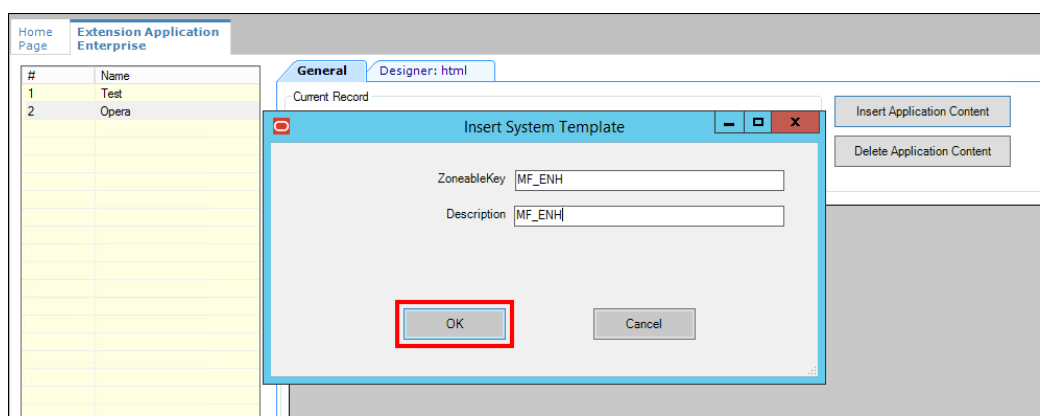 Home Page
Extension Application Enterprise
# Name
1 Test
2 Opera
General Designer: html
Current Record
Insert Application Content
Delete Application Content
Insert System Template
ZoneableKey MF_ENH
Description MF_ENH
OK Cancel